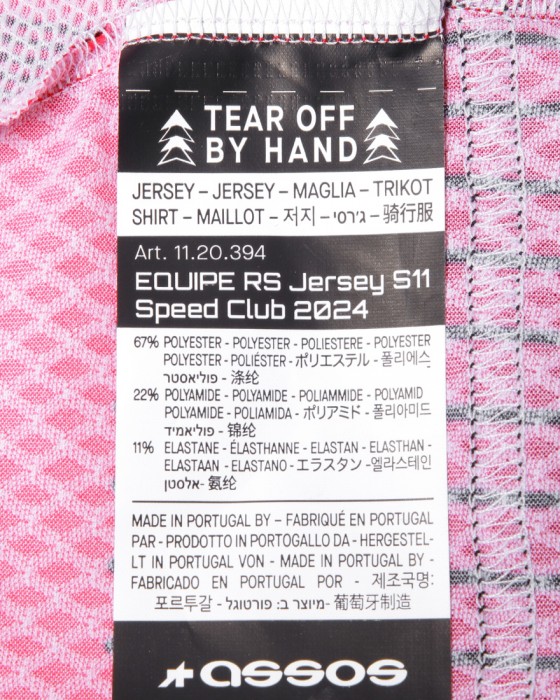 TEAR OFF
BY HAND
JERSEY – JERSEY – MAGLIA – TRIKOT
SHIRT – MAILLOT – 저지 – ג'רסי – 骑行服
Art. 11.20.394
EQUIPE RS Jersey S11
Speed Club 2024
67% POLYESTER - POLYESTER - POLIESTERE - POLYESTER
POLYESTER - POLIÉSTER - ポリエステル - 폴리에스
פוליאסטר - 涤纶
22% POLYAMIDE - POLYAMIDE - POLIAMMIDE - POLYAMID
POLYAMIDE - POLIAMIDA - ポリアミド - 폴리아미드
פוליאמיד - 锦纶
11% ELASTANE - ÉLASTHANNE - ELASTAN - ELASTHAN -
ELASTAAN - ELASTANO - エラスタン -엘라스테인
אלסטן- 氨纶
MADE IN PORTUGAL BY – FABRIQUÉ EN PORTUGAL
PAR - PRODOTTO IN PORTOGALLO DA - HERGESTEL-
LT IN PORTUGAL VON - MADE IN PORTUGAL BY -
FABRICADO EN PORTUGAL POR - 제조국명:
포르투갈 - מיוצר ב: פורטוגל- 葡萄牙制造
assos